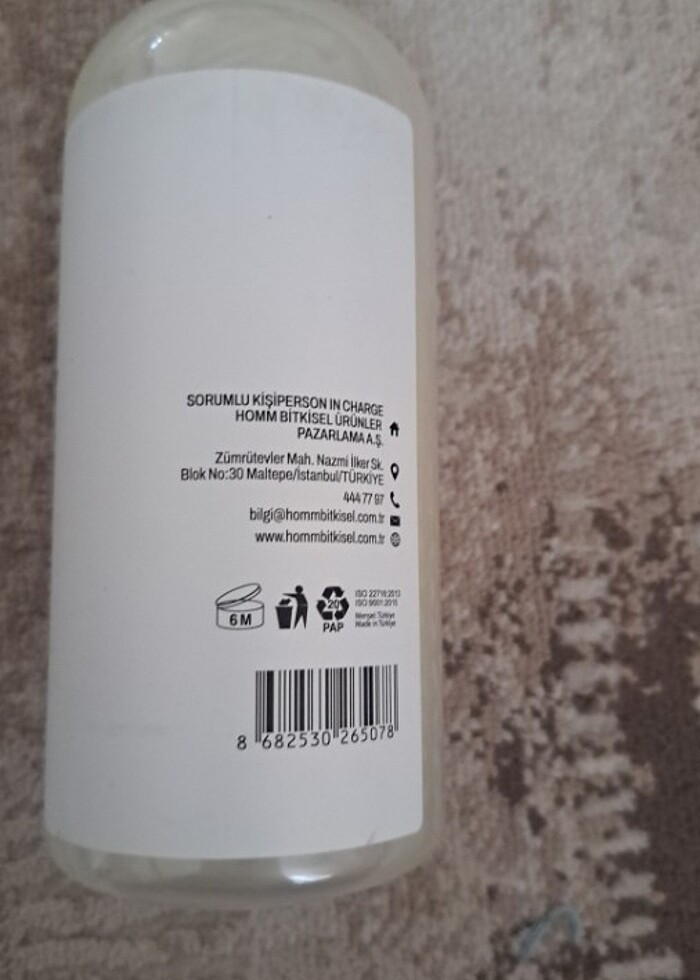 SORUMLU KİŞİPERSON IN CHARGE
HOMM BİTKİSEL ÜRÜNLER
PAZARLAMA A.Ş.
Zümrütevler Mah. Nazmi İlker Sk.
Blok No:30 Maltepe/İstanbul/TÜRKİYE
444 77 97
bilgi@hommbitkisel.com.tr
www.hommbitkisel.com.tr
6 M
20
PAP
ISO 22716:2013
ISO 9001:2015
Menşei: Türkiye
Made in Türkiye
8 682530 265078